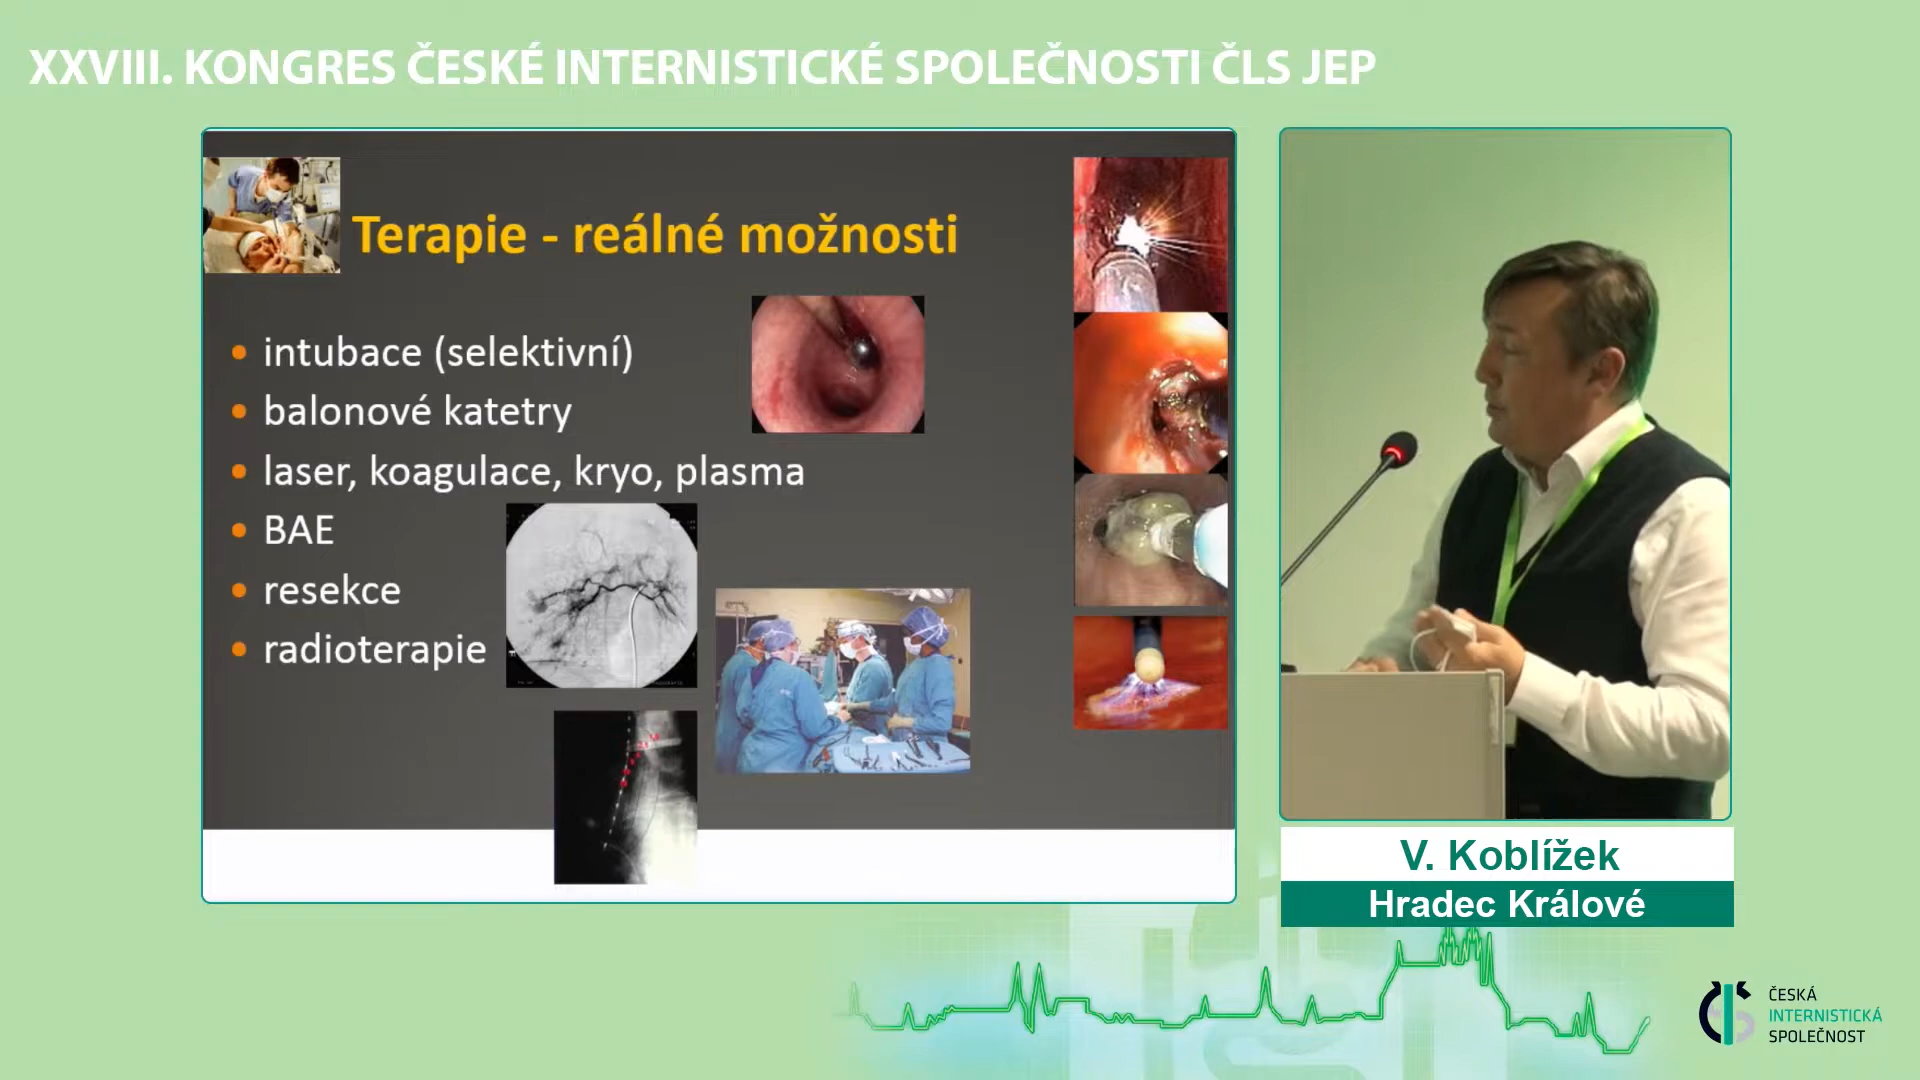 XXVIII. KONGRES ČESKÉ INTERNISTICKÉ SPOLEČNOSTI ČLS JEP
Terapie - reálné možnosti
• intubace (selektivní)
• balonové katetry
• laser, koagulace, kryo, plasma
• BAE
• resekce
• radioterapie
V. Koblížek
Hradec Králové
ČESKÁ
INTERNISTICKÁ
SPOLEČNOST